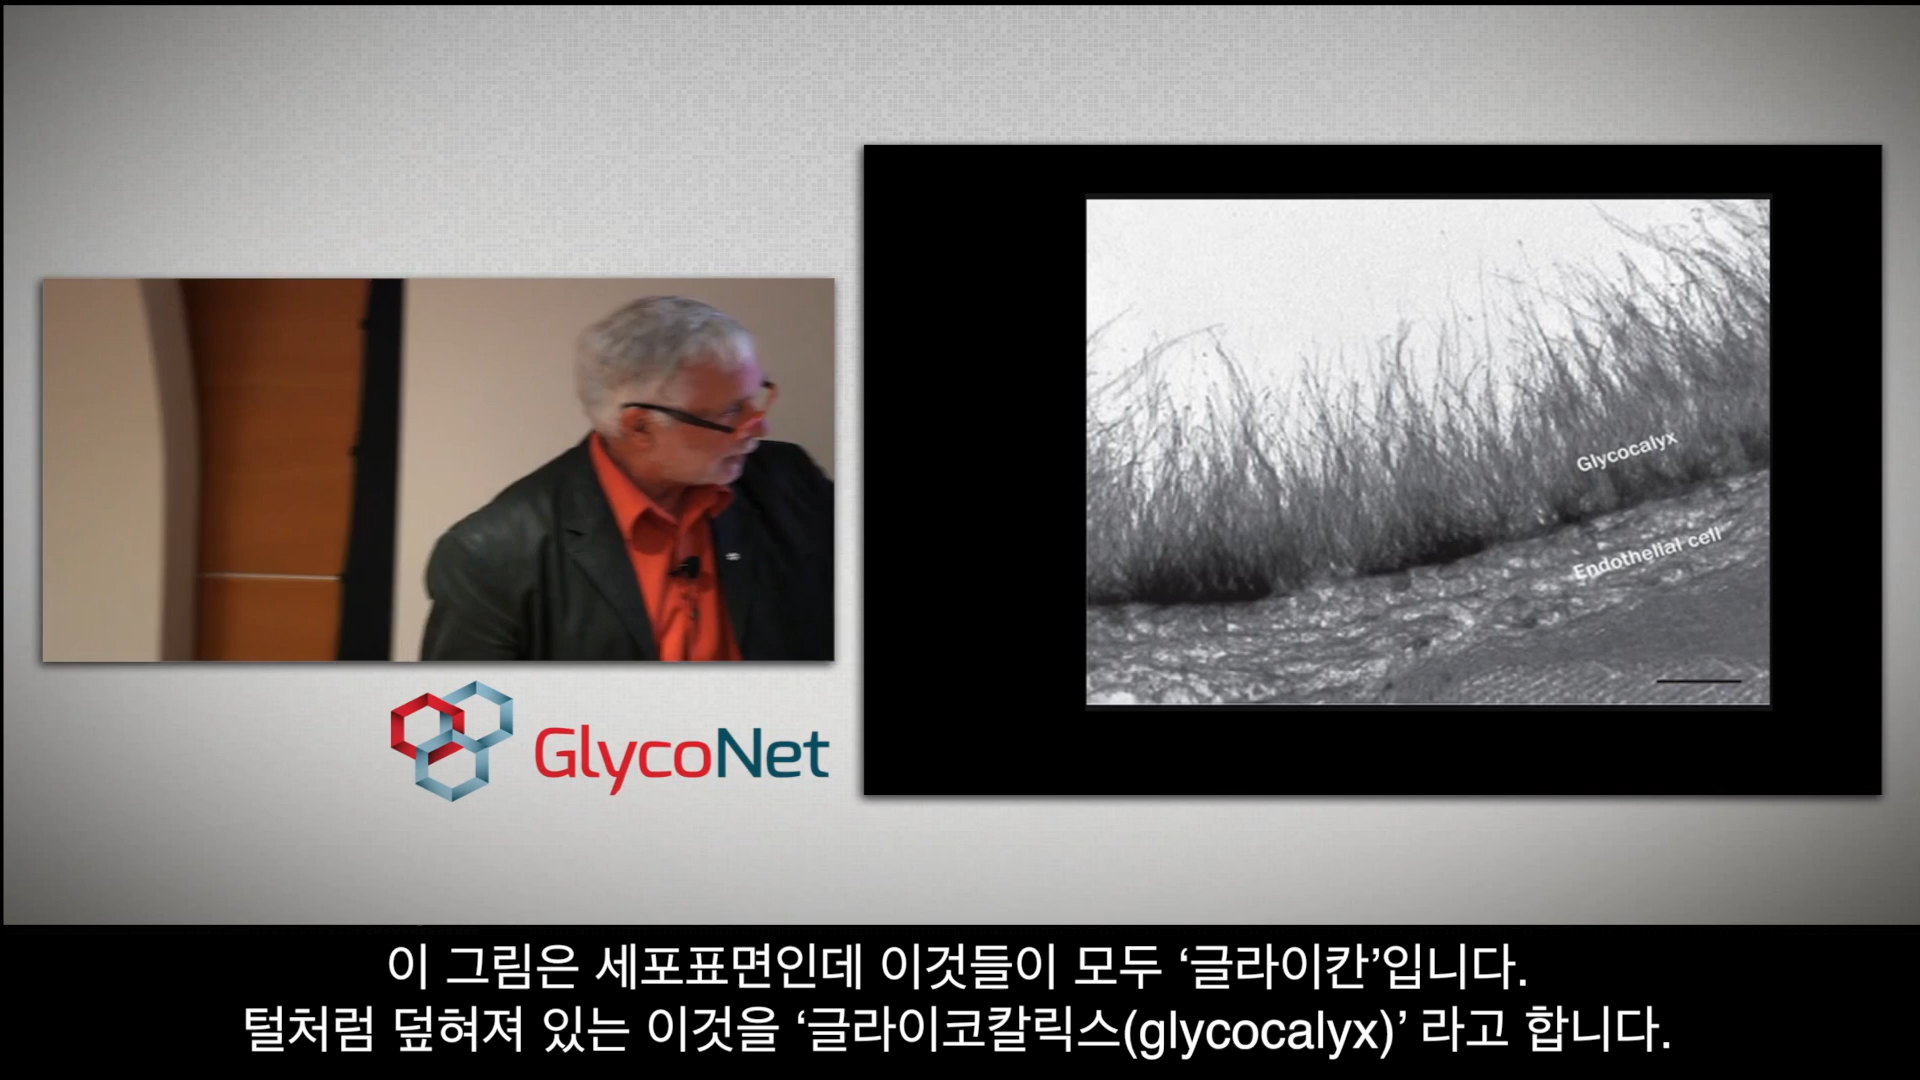 Glycocalyx
Endothelial cell
GlycoNet
이 그림은 세포표면인데 이것들이 모두 ‘글라이칸’입니다.
털처럼 덮혀져 있는 이것을 ‘글라이코칼릭스(glycocalyx)’ 라고 합니다.